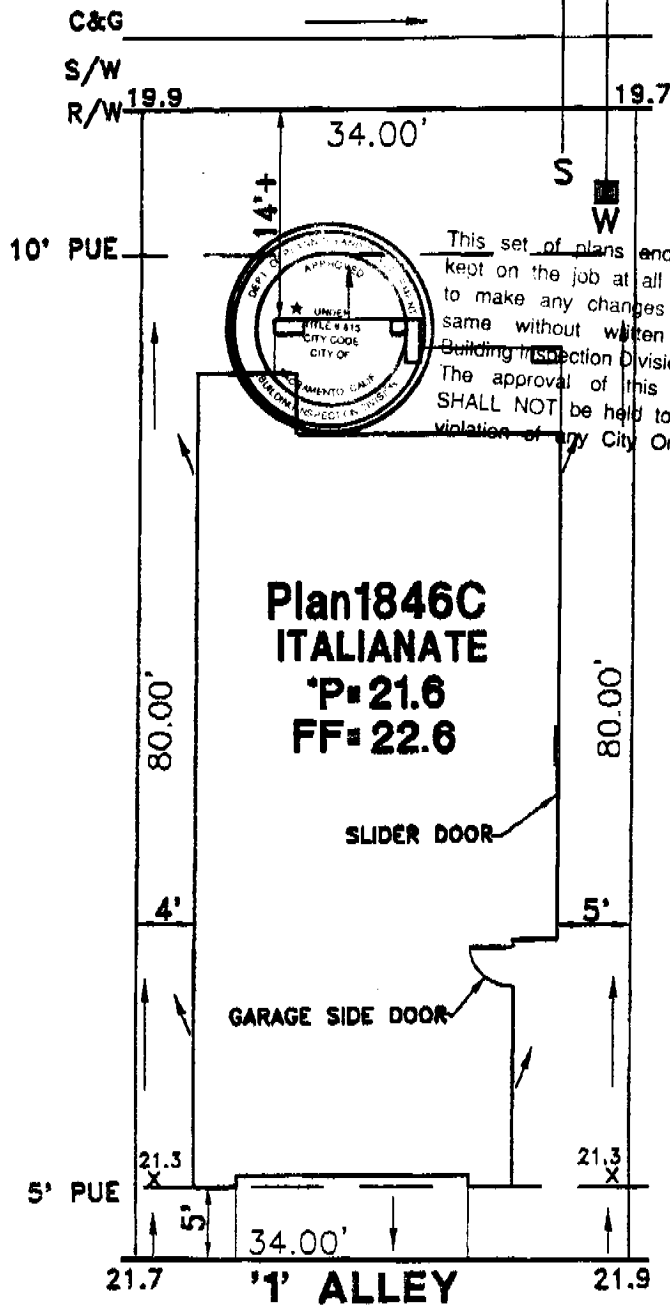 C&G
S/W
R/W 19.9 19.7
34.00'
14'+
S
W
10' PUE
This set of plans and
kept on the job at all
to make any changes
same without written
Building Inspection Division
The approval of this
SHALL NOT be held to
violation of any City Or
APPROVED
UNDER
CITY CODE
CITY OF
SACRAMENTO, CALIF.
BUILDING INSPECTION DIVISION
Plan1846C
ITALIANATE
*P=21.6
FF=22.6
80.00'
80.00'
SLIDER DOOR
4'
5'
GARAGE SIDE DOOR
21.3
21.3
5' PUE
5'
34.00'
21.7 '1' ALLEY 21.9